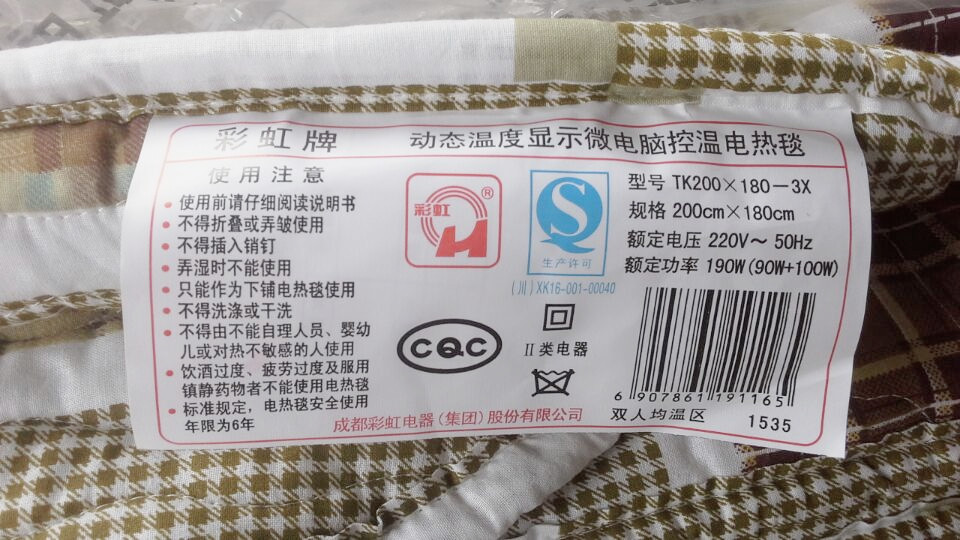 彩虹牌 动态温度显示微电脑控温电热毯
使用注意
• 使用前请仔细阅读说明书
• 不得折叠或弄皱使用
• 不得插入销钉
• 弄湿时不能使用
• 只能作为下铺电热毯使用
• 不得洗涤或干洗
• 不得由不能自理人员、婴幼
儿或对热不敏感的人使用
• 饮酒过度、疲劳过度及服用
镇静药物者不能使用电热毯
• 标准规定，电热毯安全使用
年限为6年
彩虹
®
S
生产许可
(川)XK16-001-00040
CQC
II类电器
型号 TK200×180-3X
规格 200cm×180cm
额定电压 220V～ 50Hz
额定功率 190W(90W+100W)
6 907861 191165
双人均温区 1535
成都彩虹电器(集团)股份有限公司